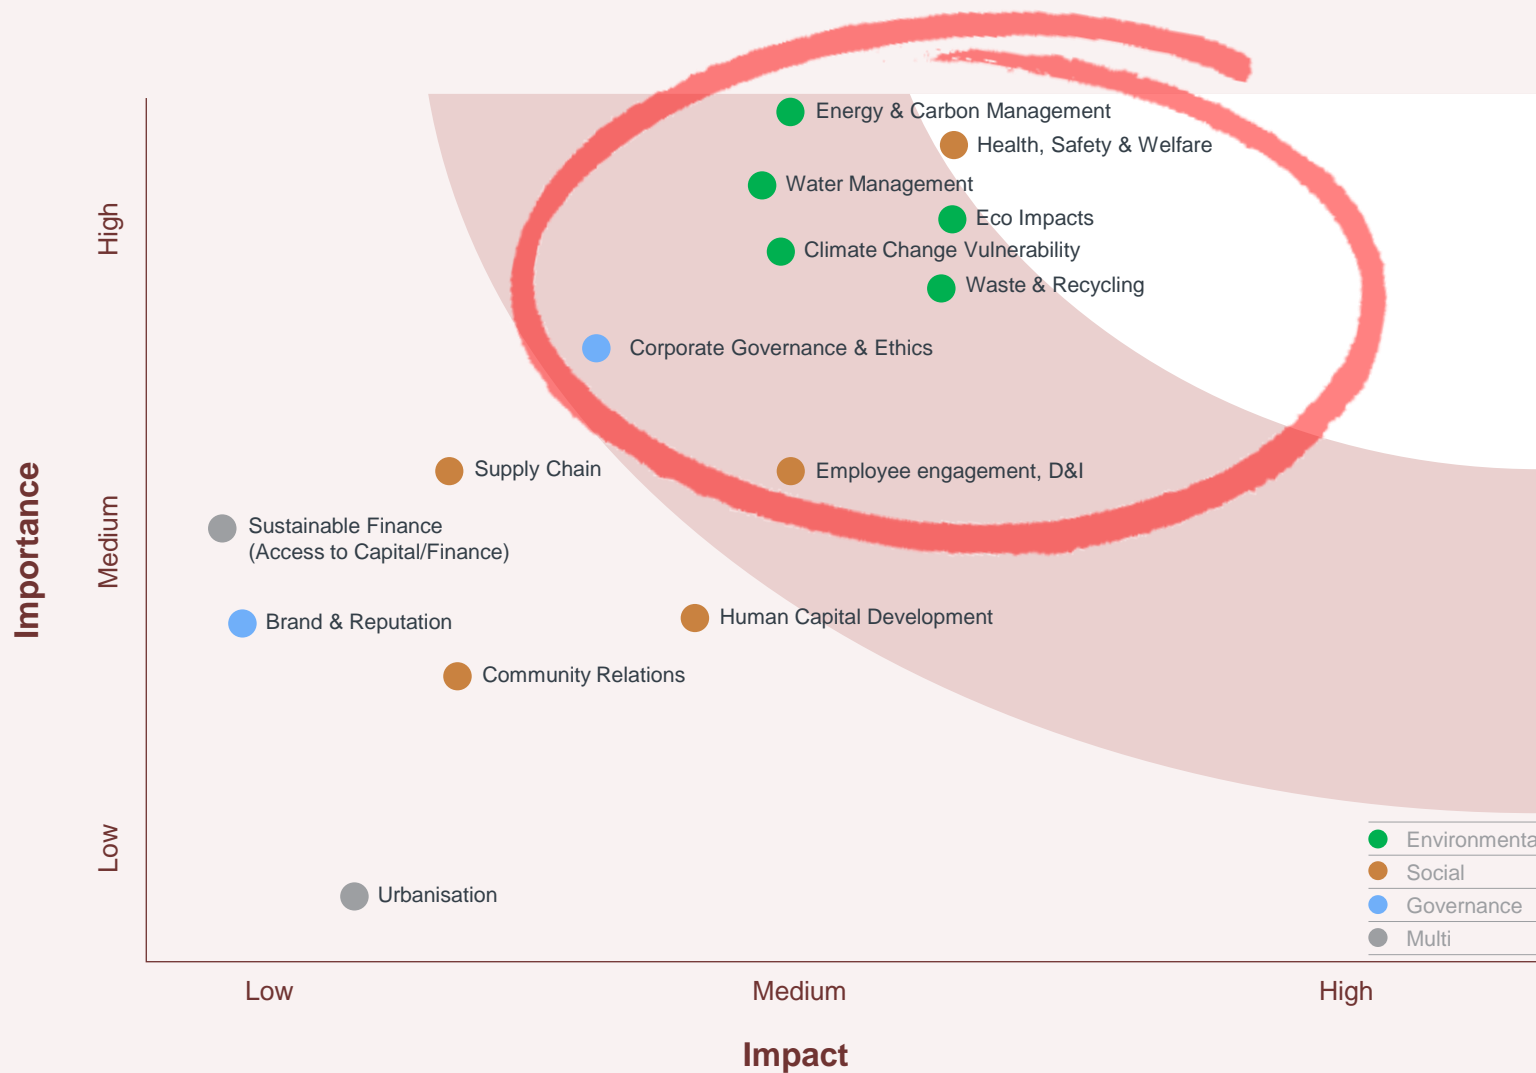 Energy & Carbon Management
Health, Safety & Welfare
Water Management
Eco Impacts
Climate Change Vulnerability
Waste & Recycling
Corporate Governance & Ethics
Supply Chain
Employee engagement, D&I
Sustainable Finance
(Access to Capital/Finance)
Brand & Reputation
Human Capital Development
Community Relations
Urbanisation
Importance
High
Medium
Low
Low
Medium
High
Impact
Environmenta
Social
Governance
Multi